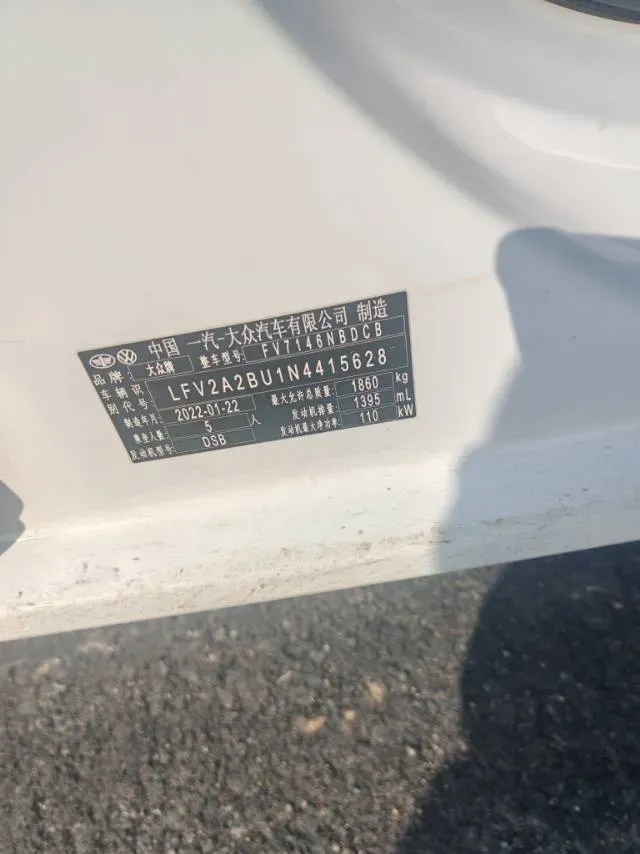 中国 一汽-大众汽车有限公司 制造
品牌: 大众牌 整车型号: FV7146NBDCB
车辆识别代号: LFV2A2BU1N4415628
制造年月: 2022-01-22 最大允许总质量: 1860 kg
乘坐人数: 5 人 发动机排量: 1395 mL
发动机型号: DSB 发动机最大净功率: 110 kW